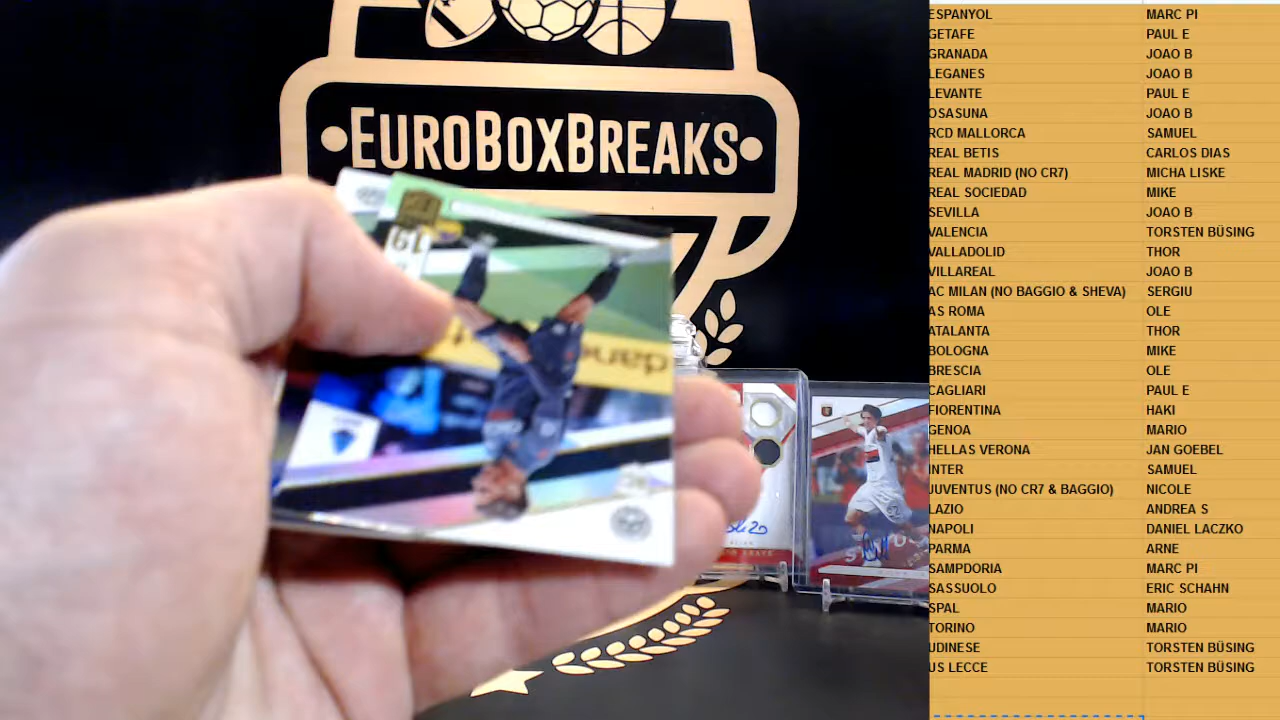 EUROBOXBREAKS
19
ESPANYOL MARC PI
GETAFE PAUL E
GRANADA JOAO B
LEGANES JOAO B
LEVANTE PAUL E
OSASUNA JOAO B
RCD MALLORCA SAMUEL
REAL BETIS CARLOS DIAS
REAL MADRID (NO CR7) MICHA LISKE
REAL SOCIEDAD MIKE
SEVILLA JOAO B
VALENCIA TORSTEN BÜSING
VALLADOLID THOR
VILLAREAL JOAO B
AC MILAN (NO BAGGIO & SHEVA) SERGIU
AS ROMA OLE
ATALANTA THOR
BOLOGNA MIKE
BRESCIA OLE
CAGLIARI PAUL E
FIORENTINA HAKI
GENOA MARIO
HELLAS VERONA JAN GOEBEL
INTER SAMUEL
JUVENTUS (NO CR7 & BAGGIO) NICOLE
LAZIO ANDREA S
NAPOLI DANIEL LACZKO
PARMA ARNE
SAMPDORIA MARC PI
SASSUOLO ERIC SCHAHN
SPAL MARIO
TORINO MARIO
UDINESE TORSTEN BÜSING
US LECCE TORSTEN BÜSING